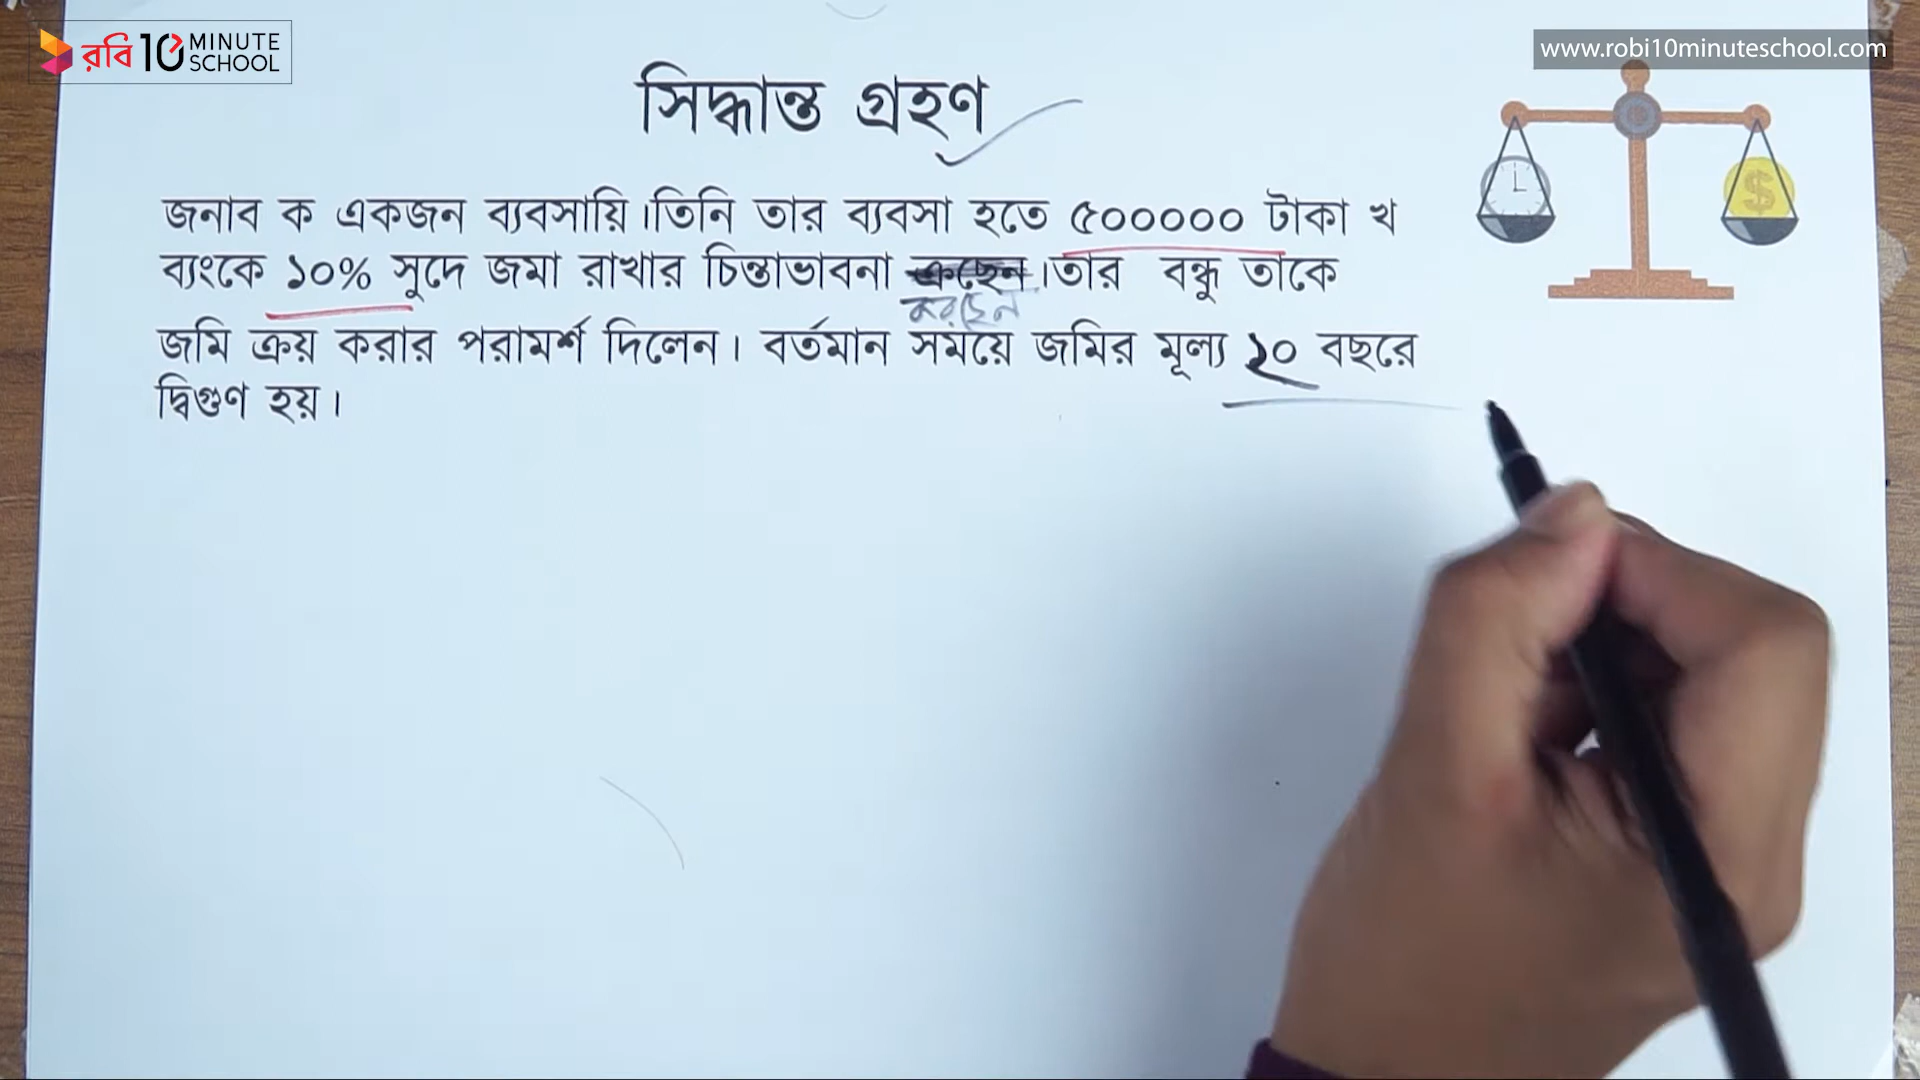 রবি 10 MINUTE SCHOOL
www.robi10minuteschool.com
সিদ্ধান্ত গ্রহণ
জনাব ক একজন ব্যবসায়ি।তিনি তার ব্যবসা হতে ৫০০০০০ টাকা খ
ব্যংকে ১০% সুদে জমা রাখার চিন্তাভাবনা করছেন।তার বন্ধু তাকে
জমি ক্রয় করার পরামর্শ দিলেন। বর্তমান সময়ে জমির মূল্য ১০ বছরে
দ্বিগুণ হয়।